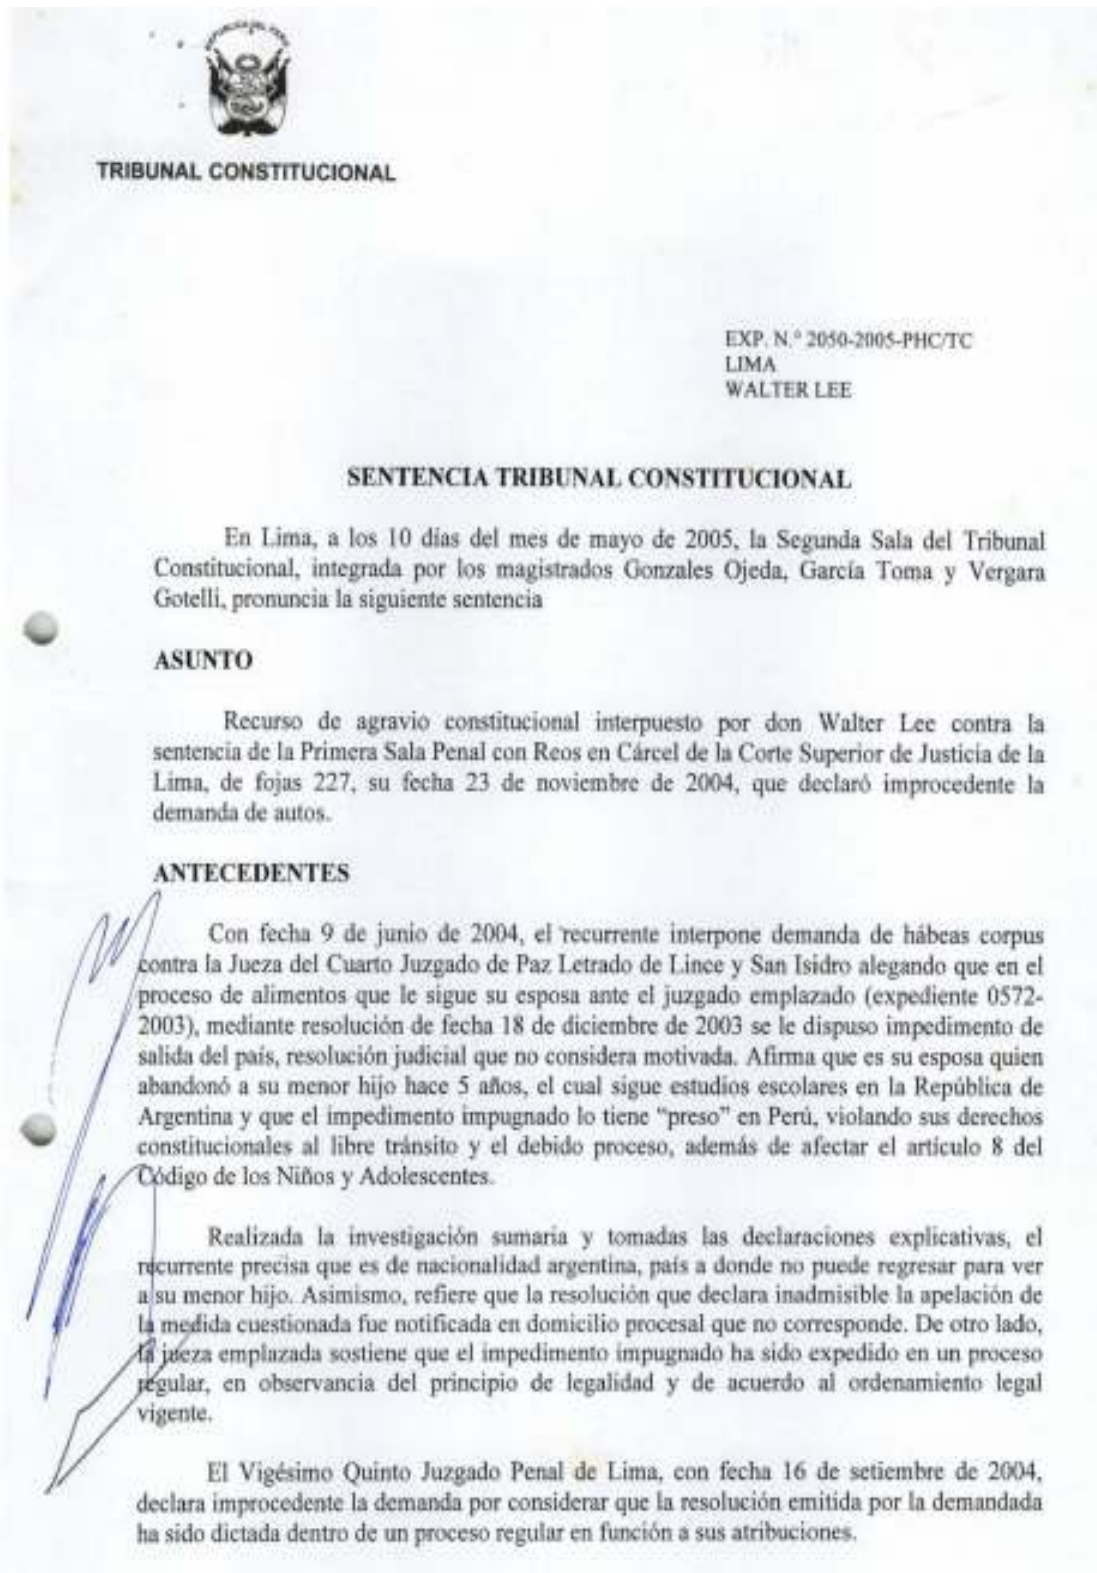 REPUBLICA DEL PERU
TRIBUNAL CONSTITUCIONAL
EXP. N.° 2050-2005-PHC/TC
LIMA
WALTER LEE
SENTENCIA TRIBUNAL CONSTITUCIONAL
En Lima, a los 10 días del mes de mayo de 2005, la Segunda Sala del Tribunal
Constitucional, integrada por los magistrados Gonzales Ojeda, García Toma y Vergara
Gotelli, pronuncia la siguiente sentencia
ASUNTO
Recurso de agravio constitucional interpuesto por don Walter Lee contra la
sentencia de la Primera Sala Penal con Reos en Cárcel de la Corte Superior de Justicia de la
Lima, de fojas 227, su fecha 23 de noviembre de 2004, que declaró improcedente la
demanda de autos.
ANTECEDENTES
Con fecha 9 de junio de 2004, el recurrente interpone demanda de hábeas corpus
contra la Jueza del Cuarto Juzgado de Paz Letrado de Lince y San Isidro alegando que en el
proceso de alimentos que le sigue su esposa ante el juzgado emplazado (expediente 0572-
2003), mediante resolución de fecha 18 de diciembre de 2003 se le dispuso impedimento de
salida del país, resolución judicial que no considera motivada. Afirma que es su esposa quien
abandonó a su menor hijo hace 5 años, el cual sigue estudios escolares en la República de
Argentina y que el impedimento impugnado lo tiene “preso” en Perú, violando sus derechos
constitucionales al libre tránsito y el debido proceso, además de afectar el artículo 8 del
Código de los Niños y Adolescentes.
Realizada la investigación sumaria y tomadas las declaraciones explicativas, el
recurrente precisa que es de nacionalidad argentina, país a donde no puede regresar para ver
a su menor hijo. Asimismo, refiere que la resolución que declara inadmisible la apelación de
la medida cuestionada fue notificada en domicilio procesal que no corresponde. De otro lado,
la jueza emplazada sostiene que el impedimento impugnado ha sido expedido en un proceso
regular, en observancia del principio de legalidad y de acuerdo al ordenamiento legal
vigente.
El Vigésimo Quinto Juzgado Penal de Lima, con fecha 16 de setiembre de 2004,
declara improcedente la demanda por considerar que la resolución emitida por la demandada
ha sido dictada dentro de un proceso regular en función a sus atribuciones.